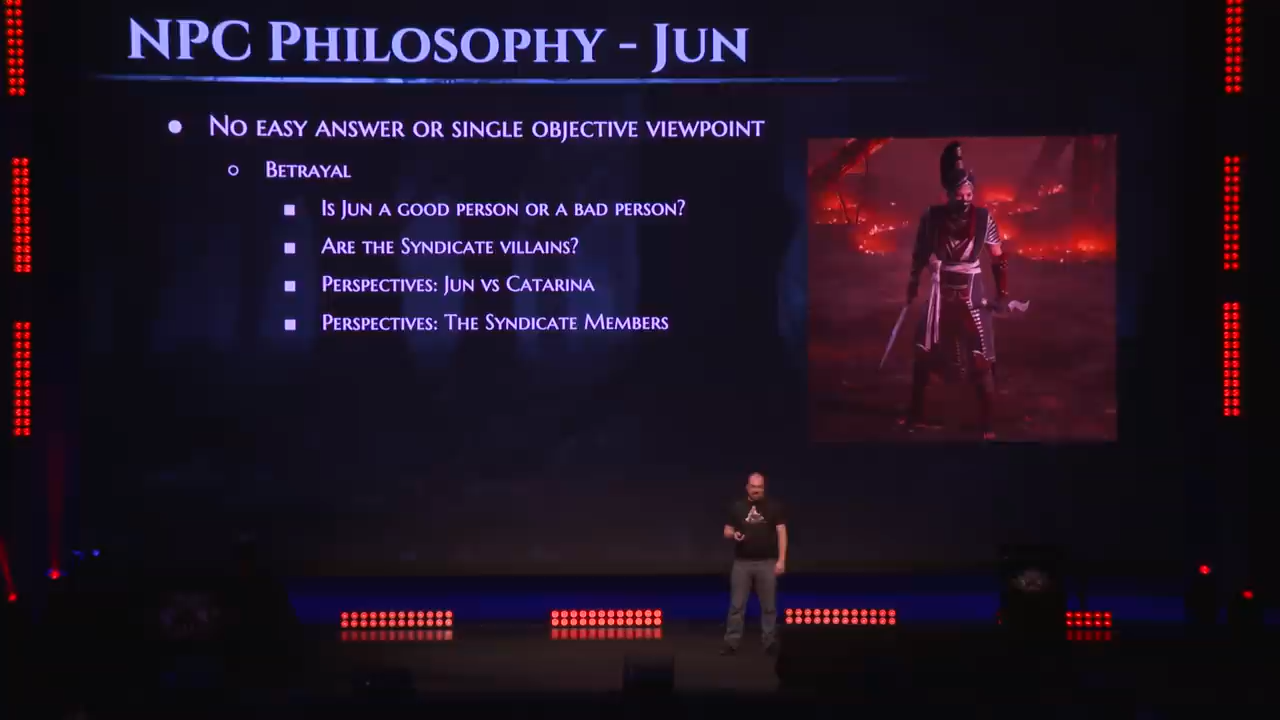 NPC Philosophy - Jun
No easy answer or single objective viewpoint
Betrayal
Is Jun a good person or a bad person?
Are the Syndicate villains?
Perspectives: Jun vs Catarina
Perspectives: The Syndicate Members